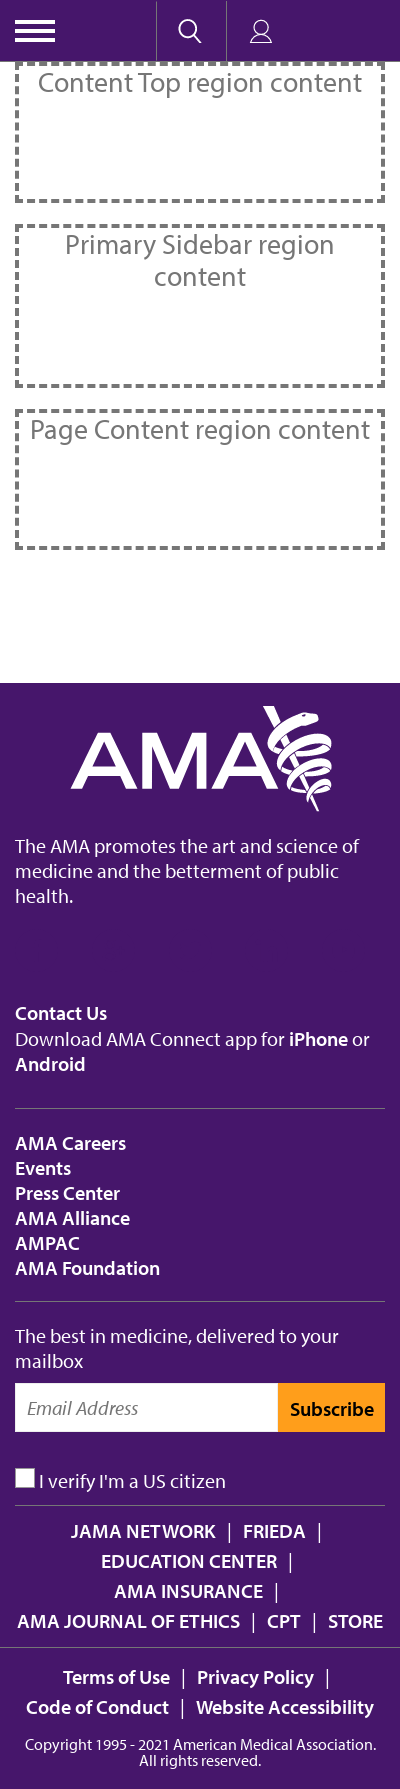 Content Top region content
Primary Sidebar region
content
Page Content region content
AMA
The AMA promotes the art and science of
medicine and the betterment of public
health.
Contact Us
Download AMA Connect app for iPhone or
Android
AMA Careers
Events
Press Center
AMA Alliance
AMPAC
AMA Foundation
The best in medicine, delivered to your
mailbox
Email Address Subscribe
I verify I'm a US citizen
JAMA NETWORK | FRIEDA |
EDUCATION CENTER |
AMA INSURANCE |
AMA JOURNAL OF ETHICS | CPT | STORE
Terms of Use | Privacy Policy |
Code of Conduct | Website Accessibility
Copyright 1995 - 2021 American Medical Association.
All rights reserved.